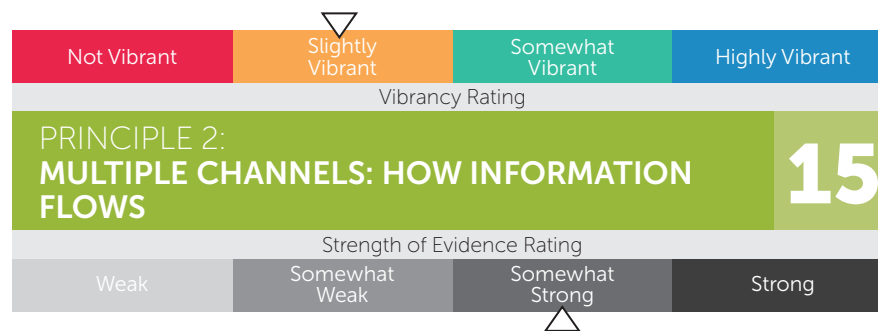 Not Vibrant
Slightly
Vibrant
Somewhat
Vibrant
Highly Vibrant
Vibrancy Rating
PRINCIPLE 2:
MULTIPLE CHANNELS: HOW INFORMATION
FLOWS
15
Strength of Evidence Rating
Weak
Somewhat
Weak
Somewhat
Strong
Strong